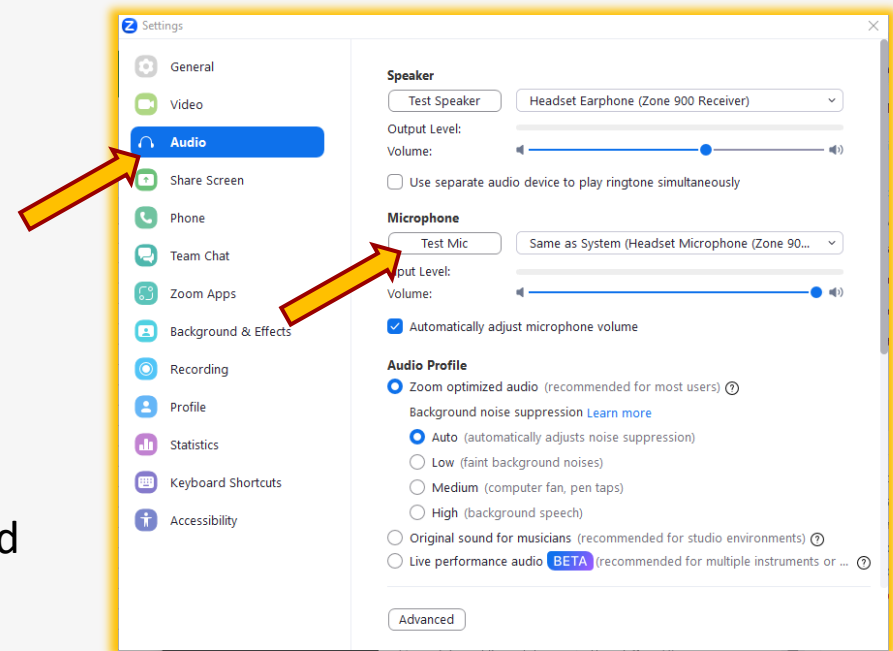 Settings
General
Video
Audio
Share Screen
Phone
Team Chat
Zoom Apps
Background & Effects
Recording
Profile
Statistics
Keyboard Shortcuts
Accessibility
d
Speaker
Test Speaker Headset Earphone (Zone 900 Receiver)
Output Level:
Volume:
Use separate audio device to play ringtone simultaneously
Microphone
Test Mic Same as System (Headset Microphone (Zone 90...
put Level:
Volume:
Automatically adjust microphone volume
Audio Profile
Zoom optimized audio (recommended for most users) ?
Background noise suppression Learn more
Auto (automatically adjusts noise suppression)
Low (faint background noises)
Medium (computer fan, pen taps)
High (background speech)
Original sound for musicians (recommended for studio environments) ?
Live performance audio BETA (recommended for multiple instruments or ... ?
Advanced